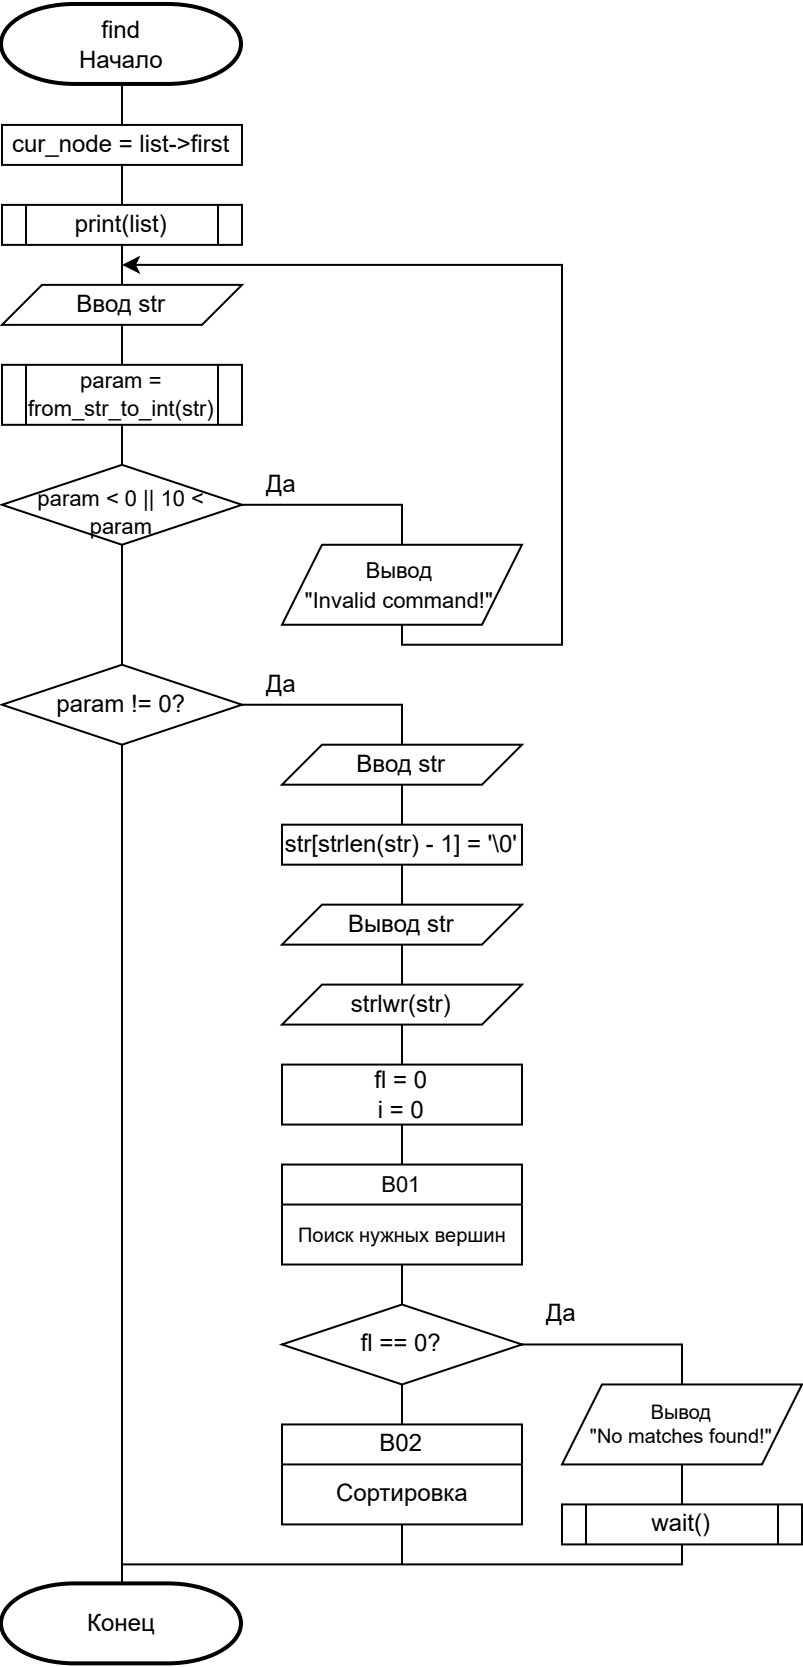 find
Начало
cur_node = list->first
print(list)
Ввод str
param =
from_str_to_int(str)
param < 0 || 10 <
param
Да
Вывод
"Invalid command!"
param != 0?
Да
Ввод str
str[strlen(str) - 1] = '\0'
Вывод str
strlwr(str)
fl = 0
i = 0
B01
Поиск нужных вершин
fl == 0?
Да
Вывод
"No matches found!"
B02
Сортировка
wait()
Конец